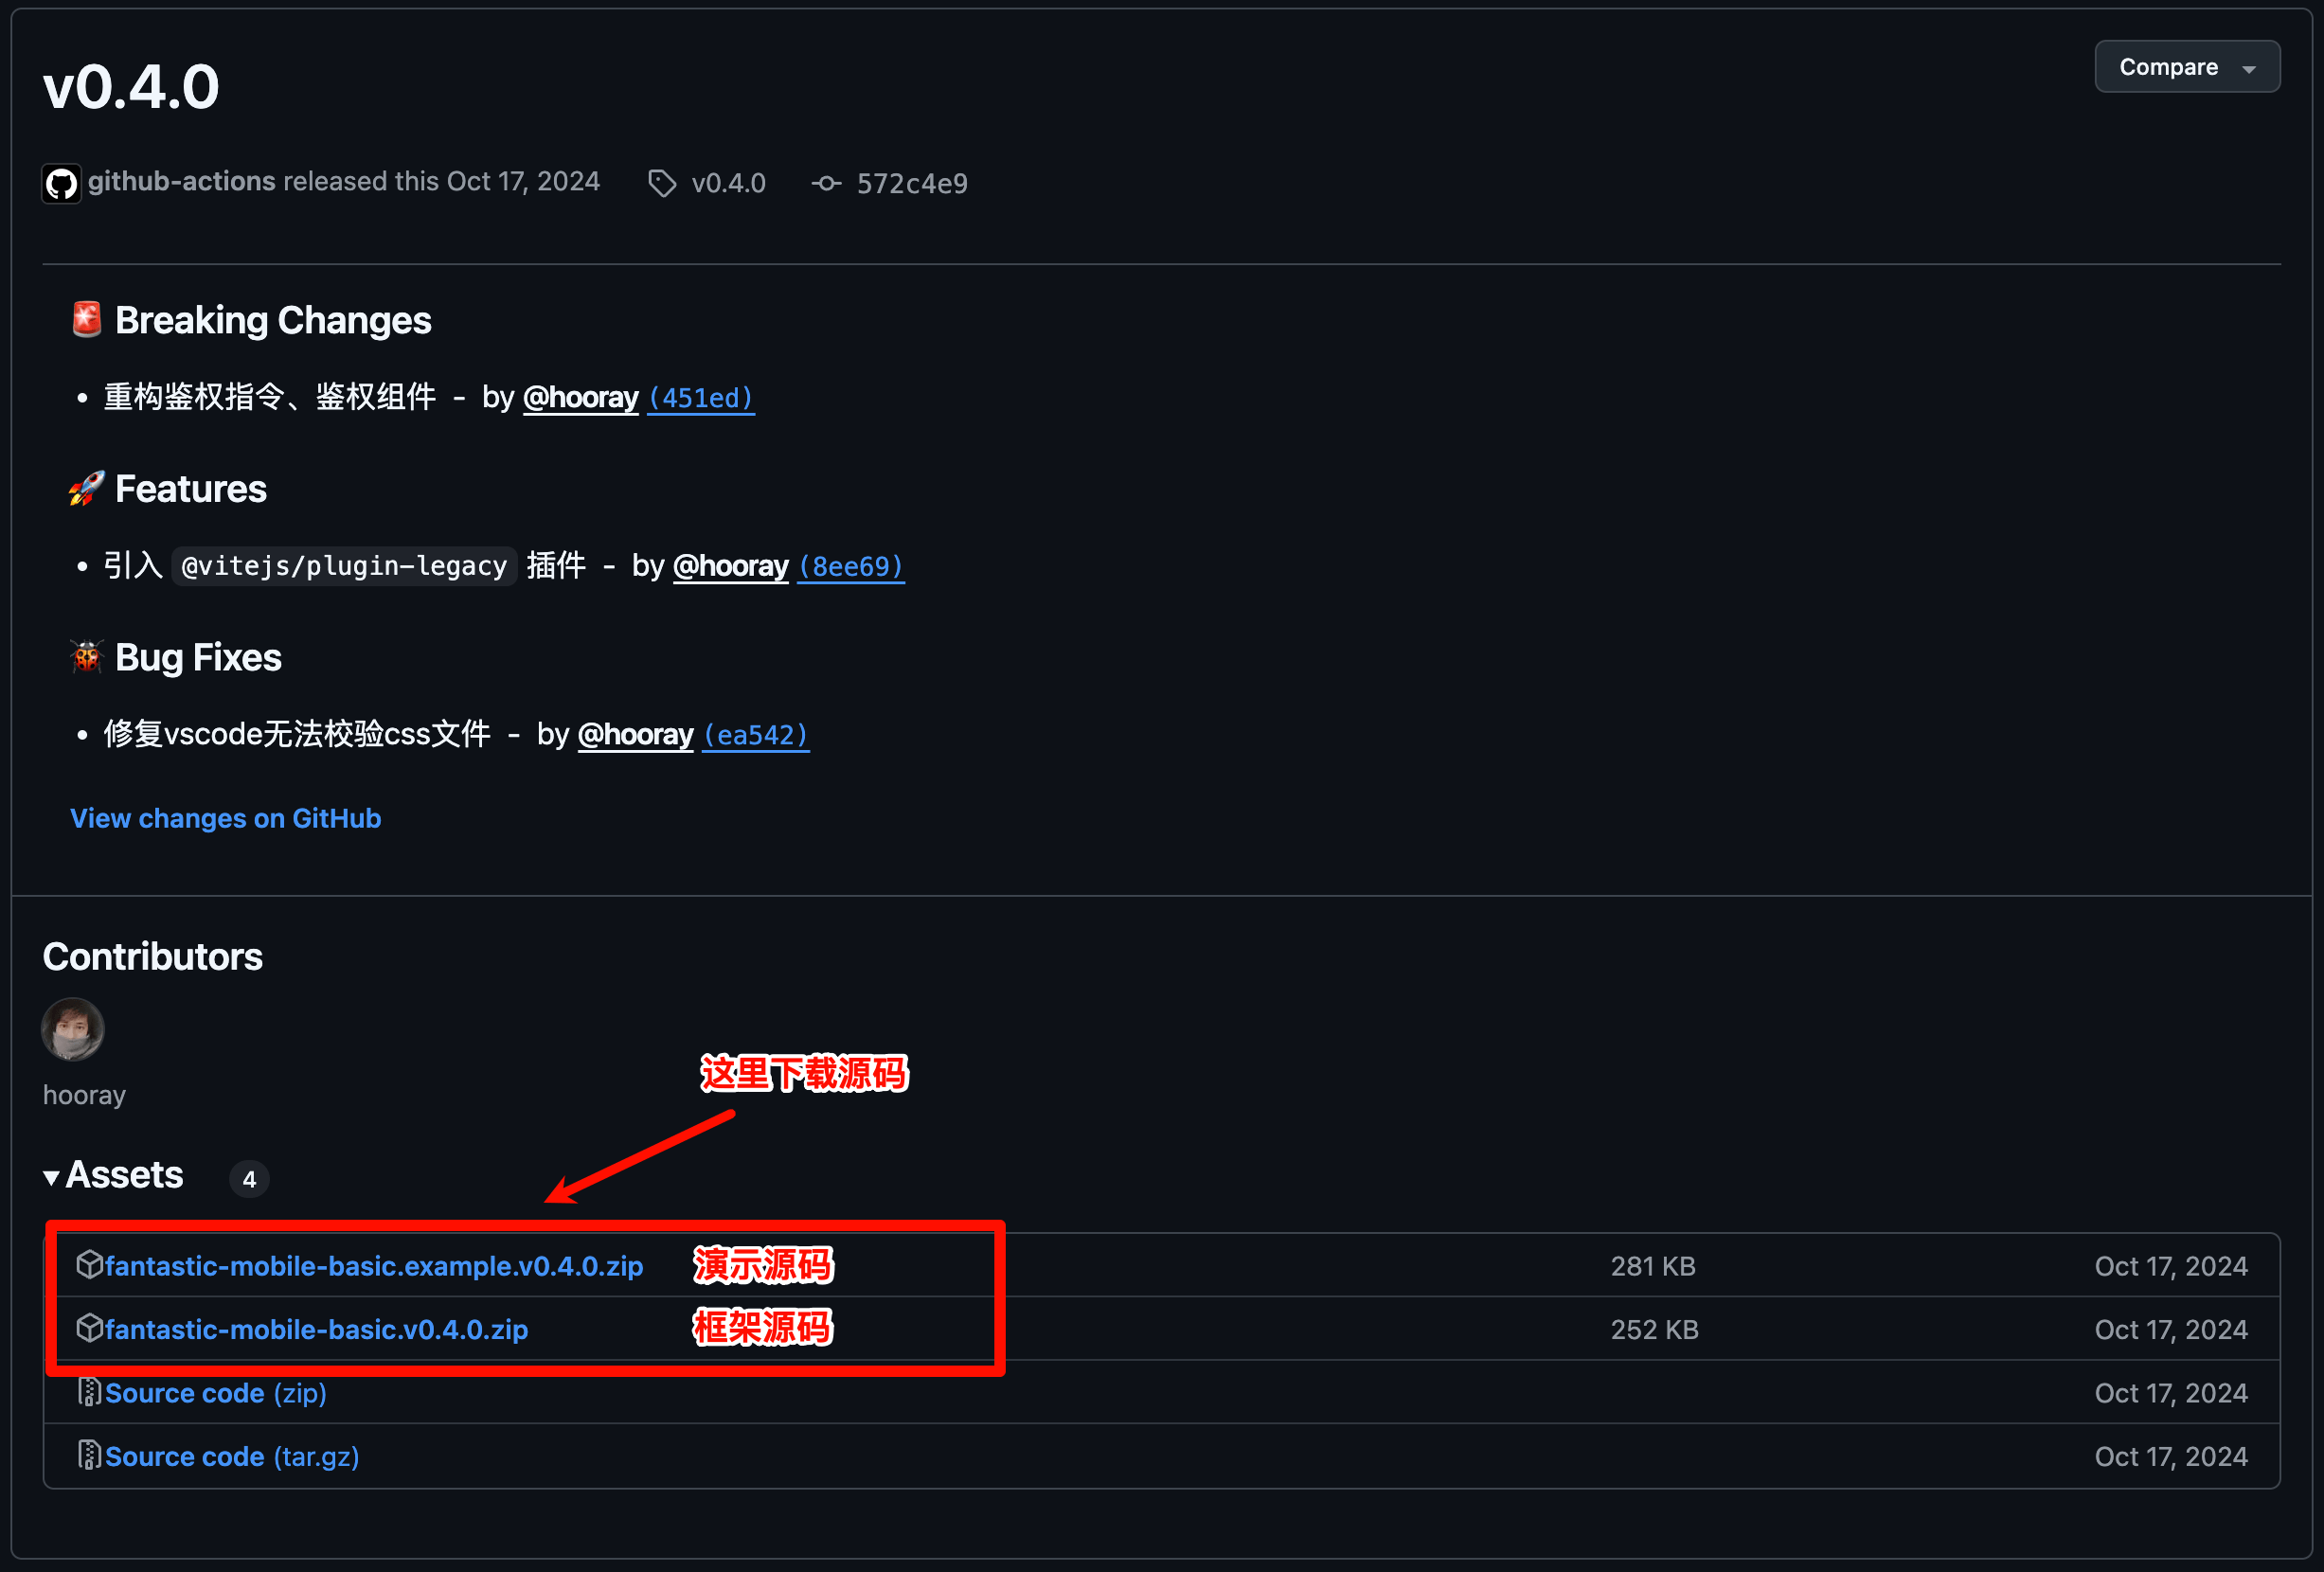 v0.4.0
Compare
github-actions released this Oct 17, 2024 v0.4.0 572c4e9
🚨 Breaking Changes
• 重构鉴权指令、鉴权组件 - by @hooray (451ed)
🚀 Features
• 引入 @vitejs/plugin-legacy 插件 - by @hooray (8ee69)
🐞 Bug Fixes
• 修复vscode无法校验css文件 - by @hooray (ea542)
View changes on GitHub
Contributors
hooray
这里下载源码
Assets 4
fantastic-mobile-basic.example.v0.4.0.zip 演示源码 281 KB Oct 17, 2024
fantastic-mobile-basic.v0.4.0.zip 框架源码 252 KB Oct 17, 2024
Source code (zip) Oct 17, 2024
Source code (tar.gz) Oct 17, 2024